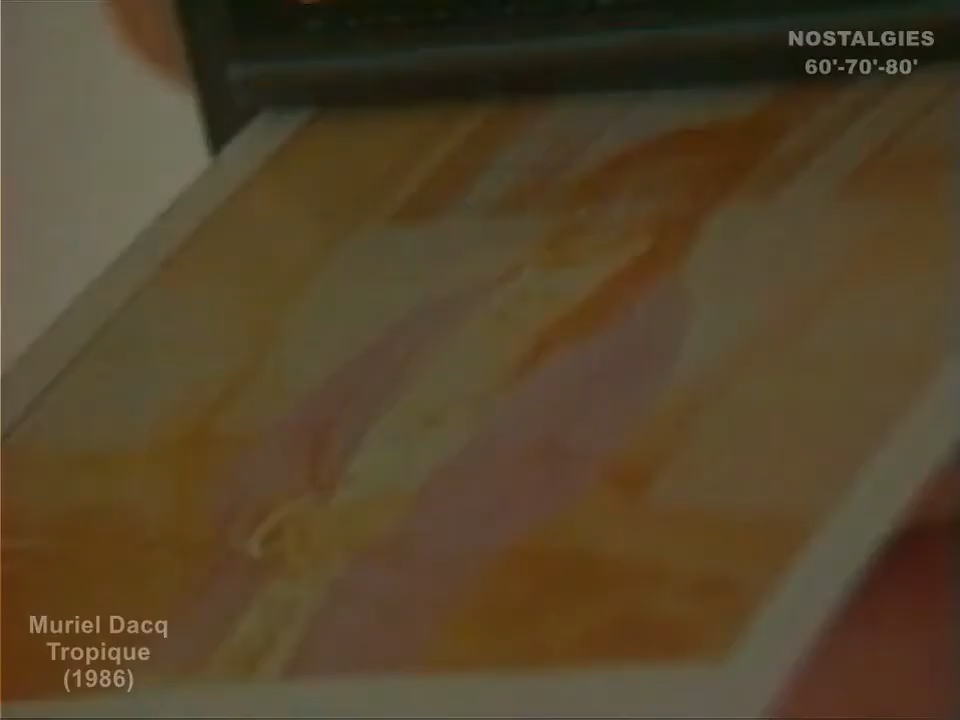 NOSTALGIES
60'-70'-80'
Muriel Dacq
Tropique
(1986)